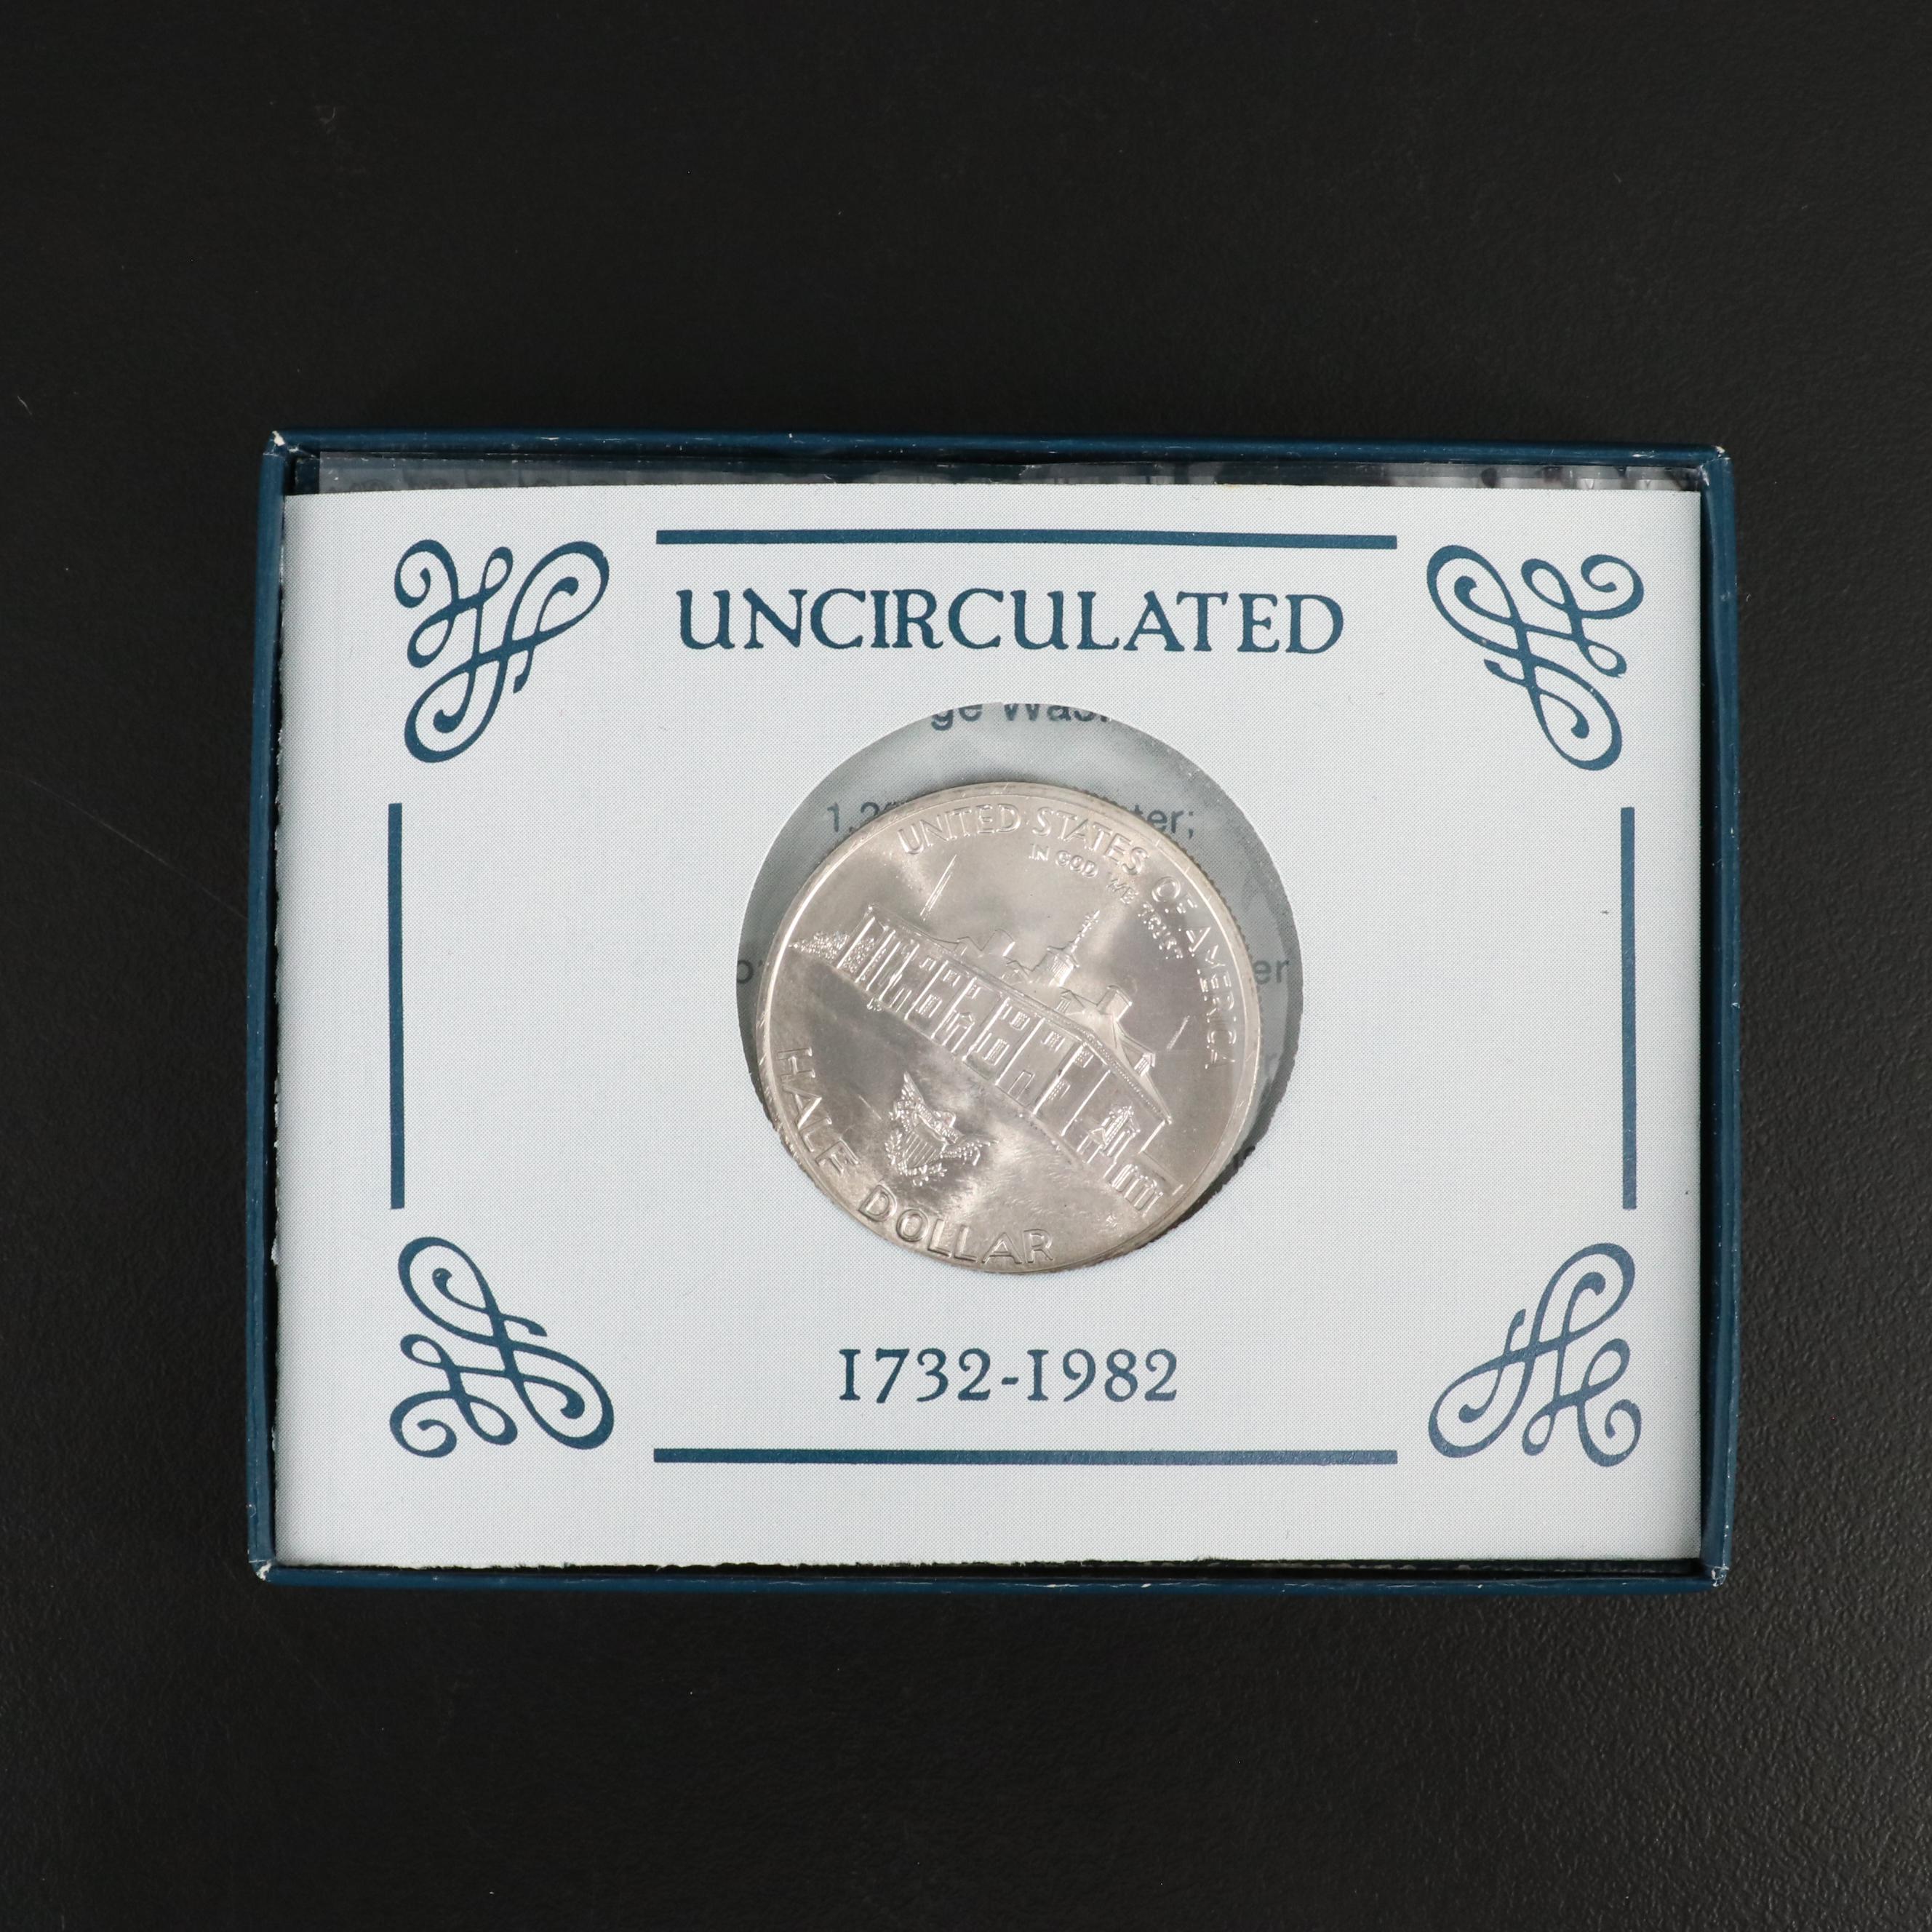 UNCIRCULATED
UNITED STATES OF AMERICA
IN GOD WE TRUST
HALF DOLLAR
1732-1982